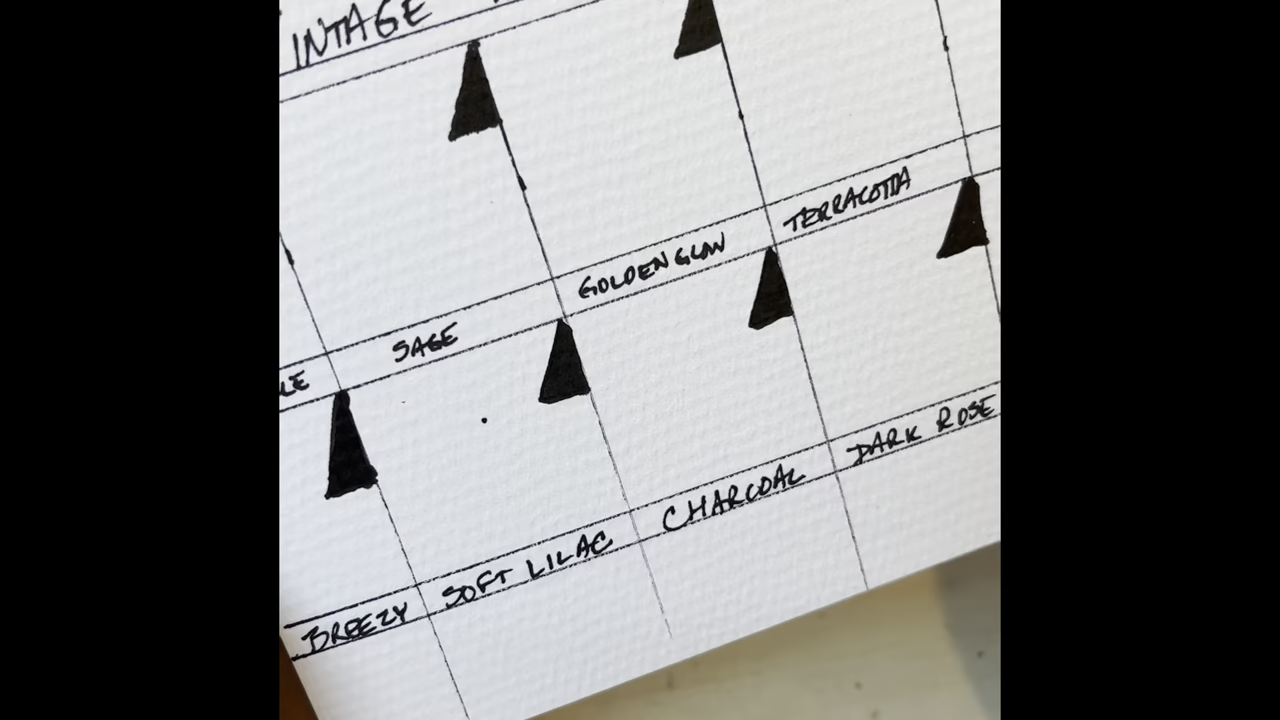 INTAGE
LE SAGE GOLDEN GLOW TERRACOTTA
BREEZY SOFT LILAC CHARCOAL DARK ROSE